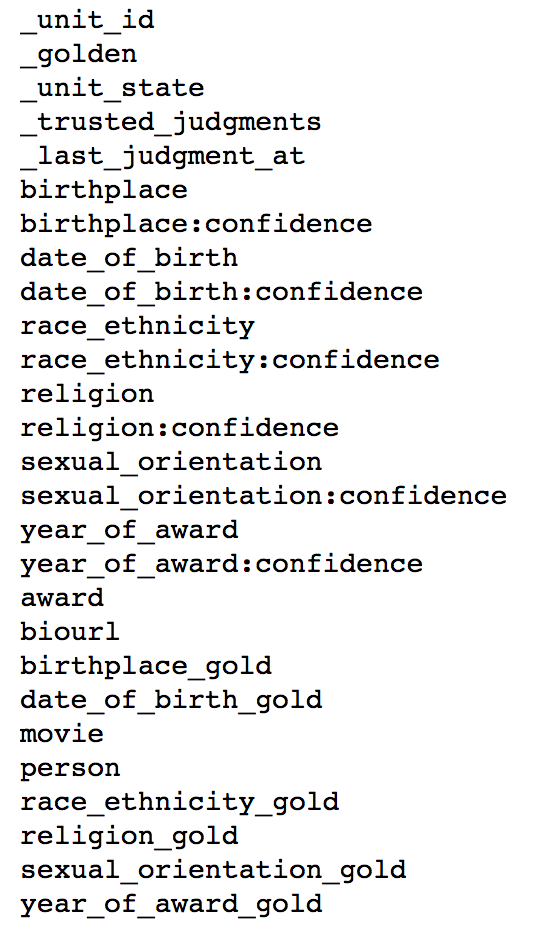 _unit_id
_golden
_unit_state
_trusted_judgments
_last_judgment_at
birthplace
birthplace:confidence
date_of_birth
date_of_birth:confidence
race_ethnicity
race_ethnicity:confidence
religion
religion:confidence
sexual_orientation
sexual_orientation:confidence
year_of_award
year_of_award:confidence
award
biourl
birthplace_gold
date_of_birth_gold
movie
person
race_ethnicity_gold
religion_gold
sexual_orientation_gold
year_of_award_gold